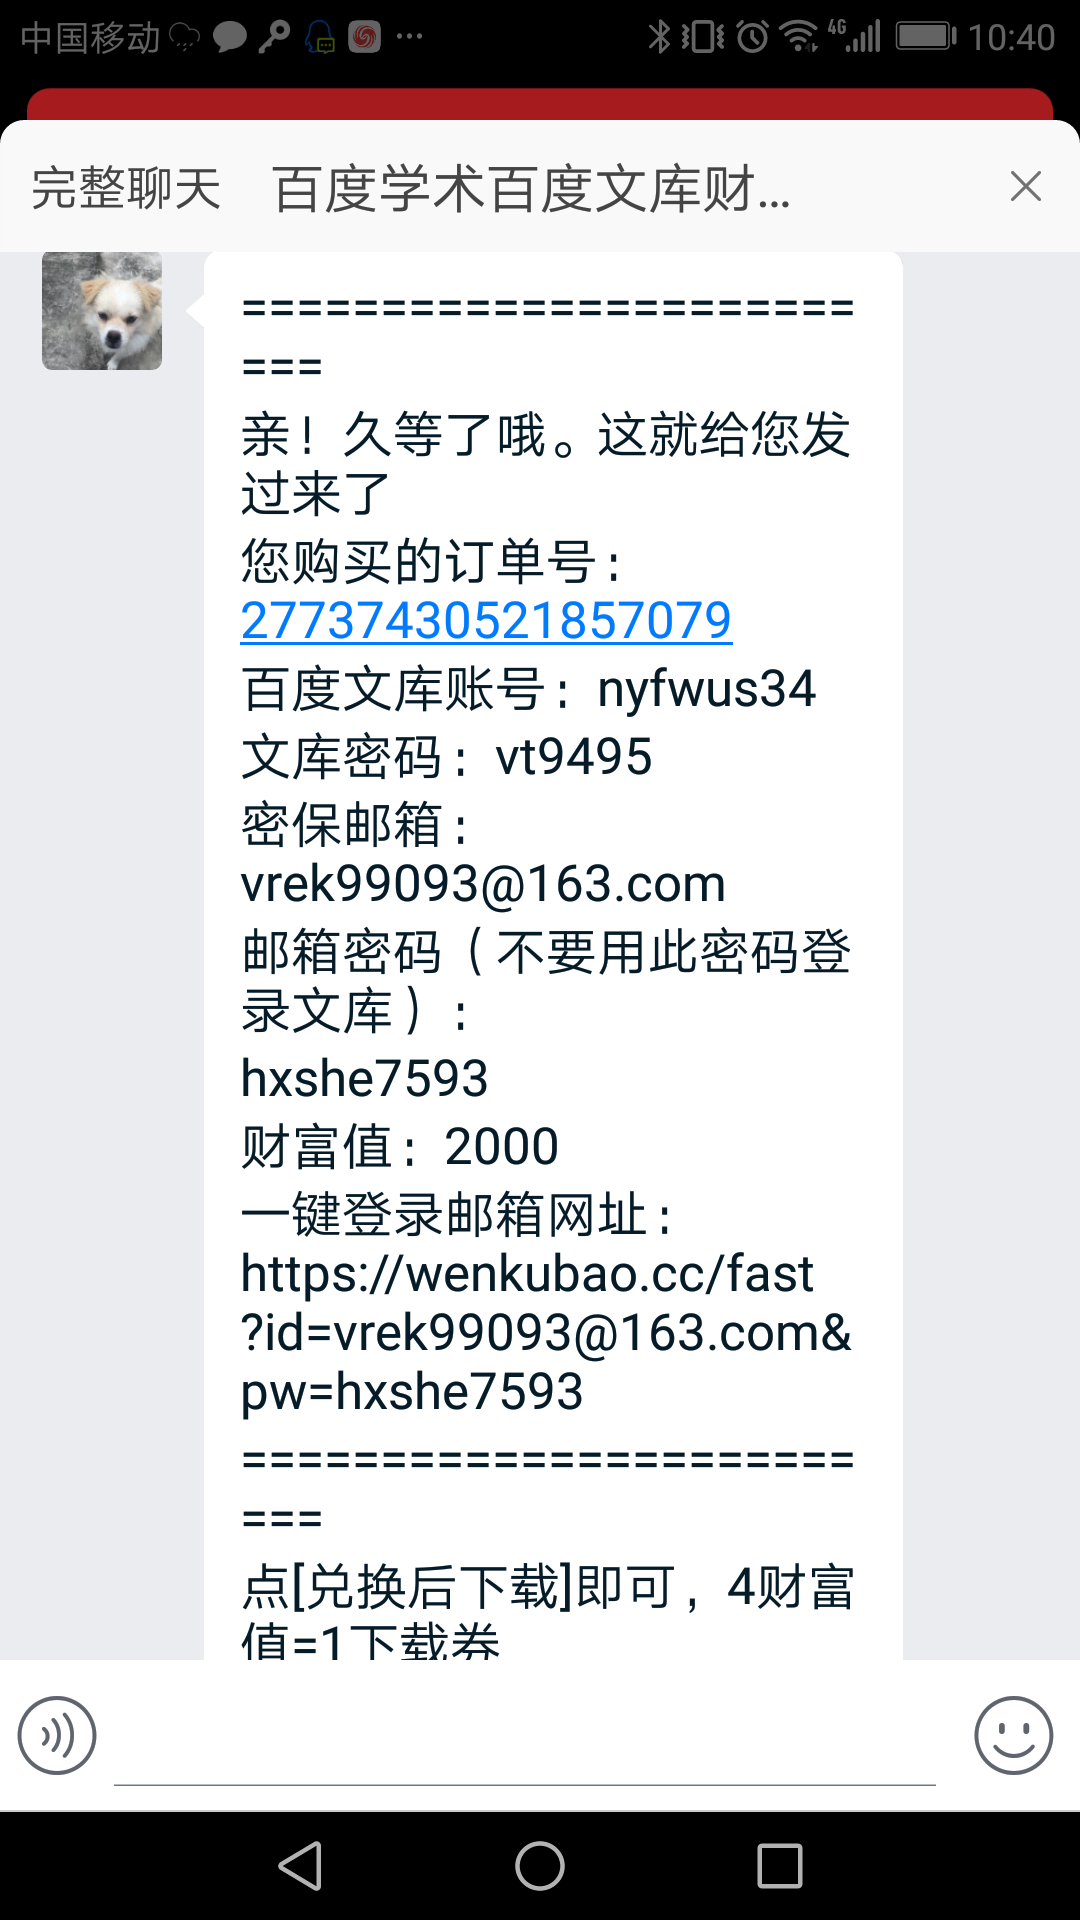 中国移动 4G 10:40
完整聊天 百度学术百度文库财...
======================
===
亲！久等了哦。这就给您发
过来了
您购买的订单号：
27737430521857079
百度文库账号：nyfwus34
文库密码：vt9495
密保邮箱：
vrek99093@163.com
邮箱密码（不要用此密码登
录文库）：
hxshe7593
财富值：2000
一键登录邮箱网址：
https://wenkubao.cc/fast
?id=vrek99093@163.com&
pw=hxshe7593
======================
===
点[兑换后下载]即可，4财富
值=1下载券